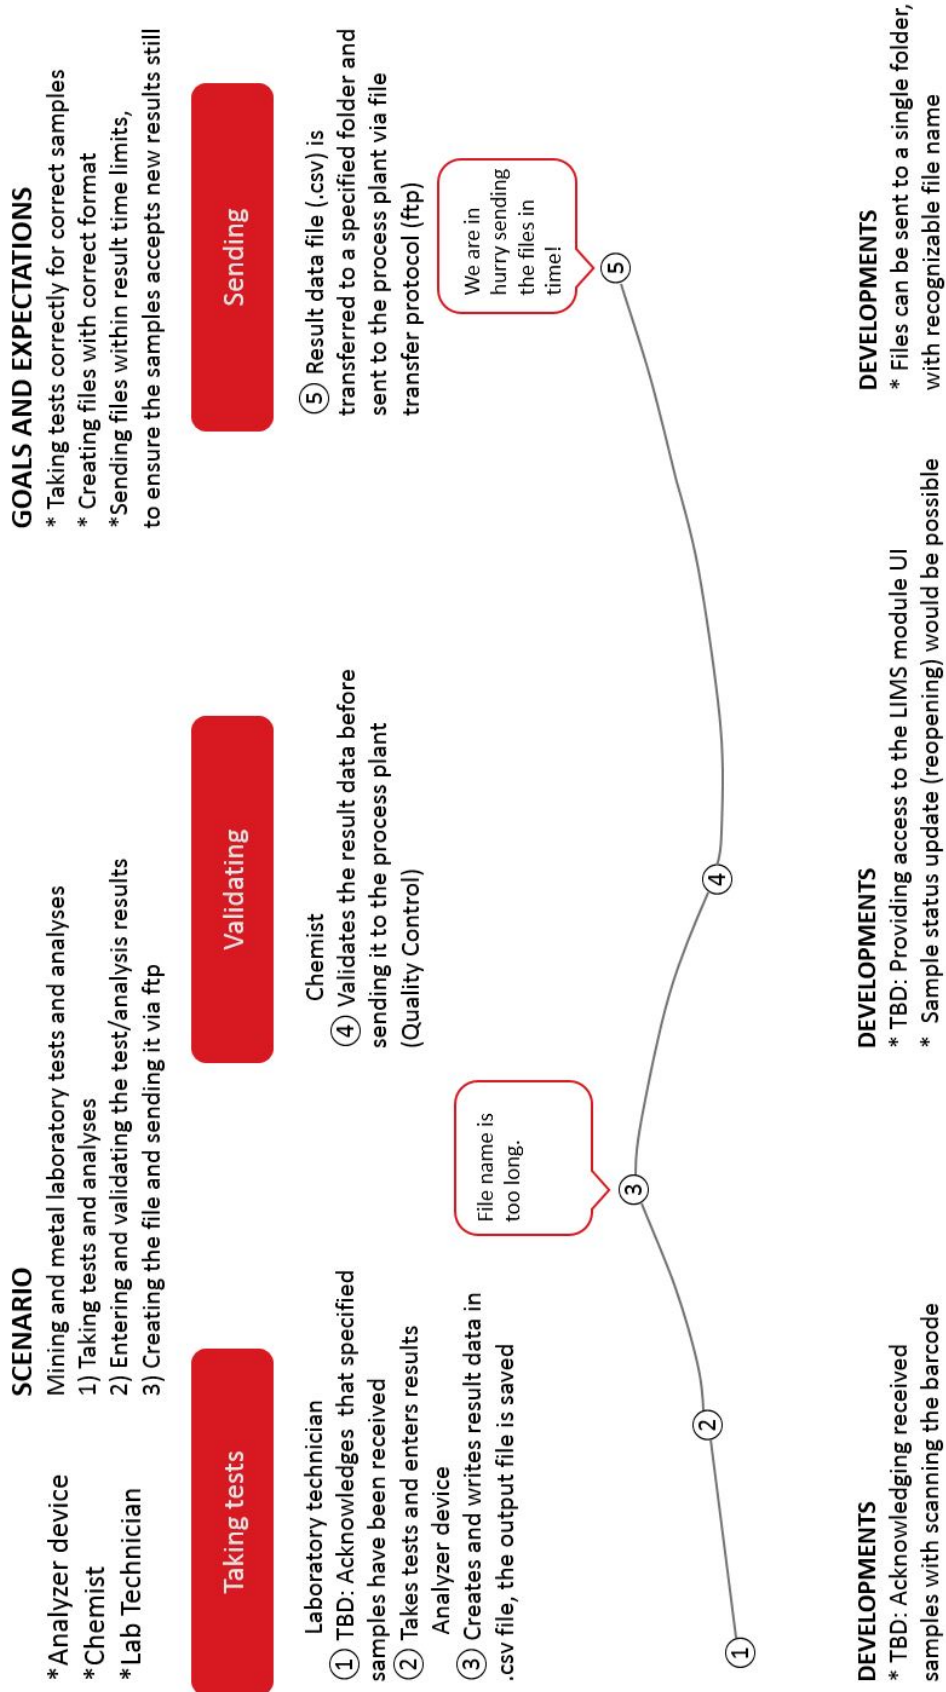 *Analyzer device
*Chemist
*Lab Technician
SCENARIO
Mining and metal laboratory tests and analyses
1) Taking tests and analyses
2) Entering and validating the test/analysis results
3) Creating the file and sending it via ftp
GOALS AND EXPECTATIONS
* Taking tests correctly for correct samples
* Creating files with correct format
*Sending files within result time limits,
to ensure the samples accepts new results still
Taking tests
Validating
Sending
Laboratory technician
① TBD: Acknowledges that specified
samples have been received
② Takes tests and enters results
Analyzer device
③ Creates and writes result data in
.csv file, the output file is saved
Chemist
④ Validates the result data before
sending it to the process plant
(Quality Control)
⑤ Result data file (.csv) is
transferred to a specified folder and
sent to the process plant via file
transfer protocol (ftp)
File name is
too long.
We are in
hurry sending
the files in
time!
①
②
③
④
⑤
DEVELOPMENTS
* TBD: Acknowledging received
samples with scanning the barcode
DEVELOPMENTS
* TBD: Providing access to the LIMS module UI
* Sample status update (reopening) would be possible
DEVELOPMENTS
* Files can be sent to a single folder,
with recognizable file name